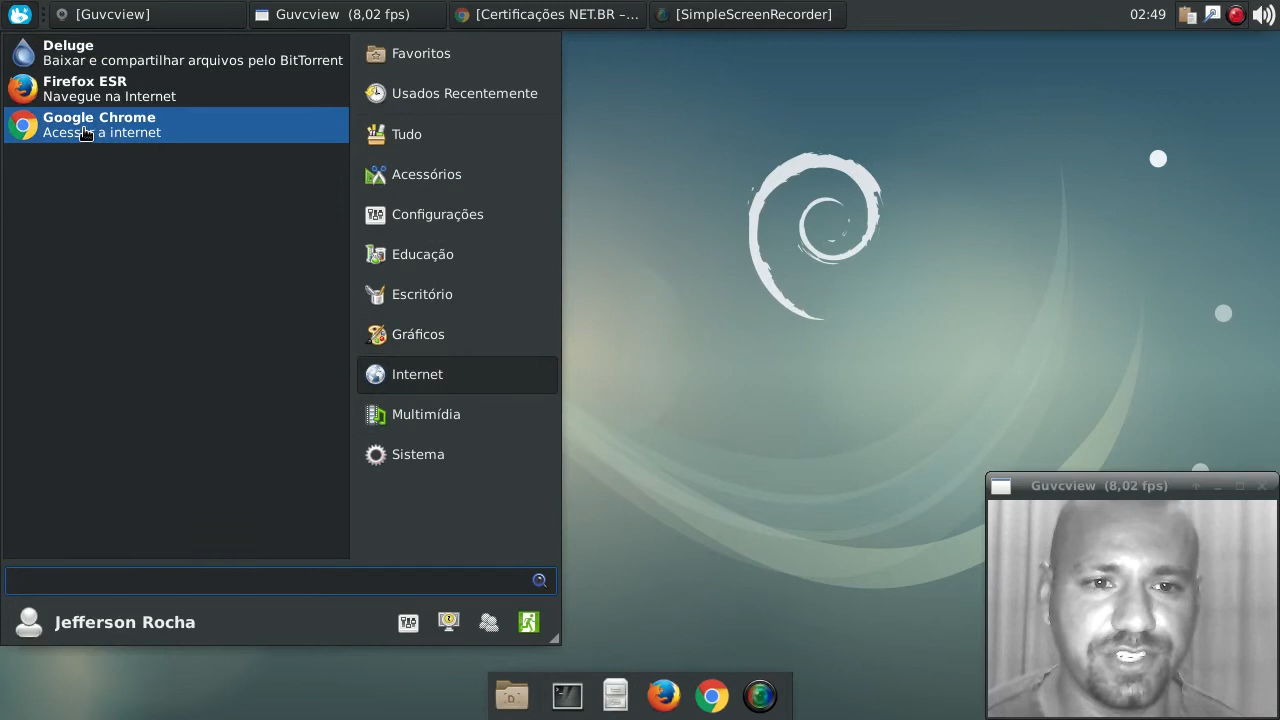 [Guvcview]
Guvcview (8,02 fps)
[Certificações NET.BR –...
[SimpleScreenRecorder]
02:49
Deluge
Baixar e compartilhar arquivos pelo BitTorrent
Firefox ESR
Navegue na Internet
Google Chrome
Acessar a internet
Favoritos
Usados Recentemente
Tudo
Acessórios
Configurações
Educação
Escritório
Gráficos
Internet
Multimídia
Sistema
Jefferson Rocha
Guvcview (8,02 fps)